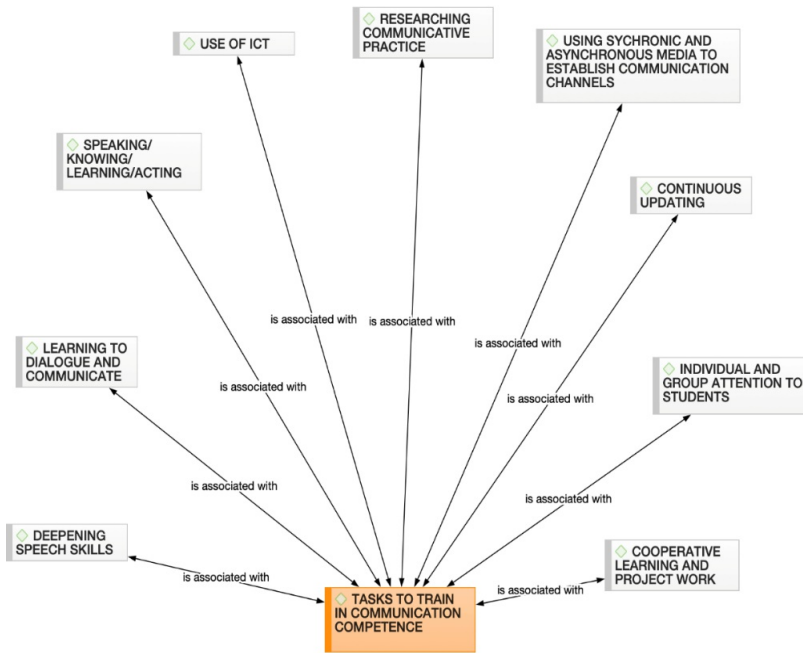 USE OF ICT
RESEARCHING
COMMUNICATIVE
PRACTICE
USING SYCHRONIC AND
ASYNCHRONOUS MEDIA TO
ESTABLISH COMMUNICATION
CHANNELS
SPEAKING/
KNOWING/
LEARNING/ACTING
CONTINUOUS
UPDATING
is associated with
is associated with
is associated with
LEARNING TO
DIALOGUE AND
COMMUNICATE
INDIVIDUAL AND
GROUP ATTENTION TO
STUDENTS
is associated with
is associated with
is associated with
is associated with
DEEPENING
SPEECH SKILLS
COOPERATIVE
LEARNING AND
PROJECT WORK
is associated with
is associated with
TASKS TO TRAIN
IN COMMUNICATION
COMPETENCE